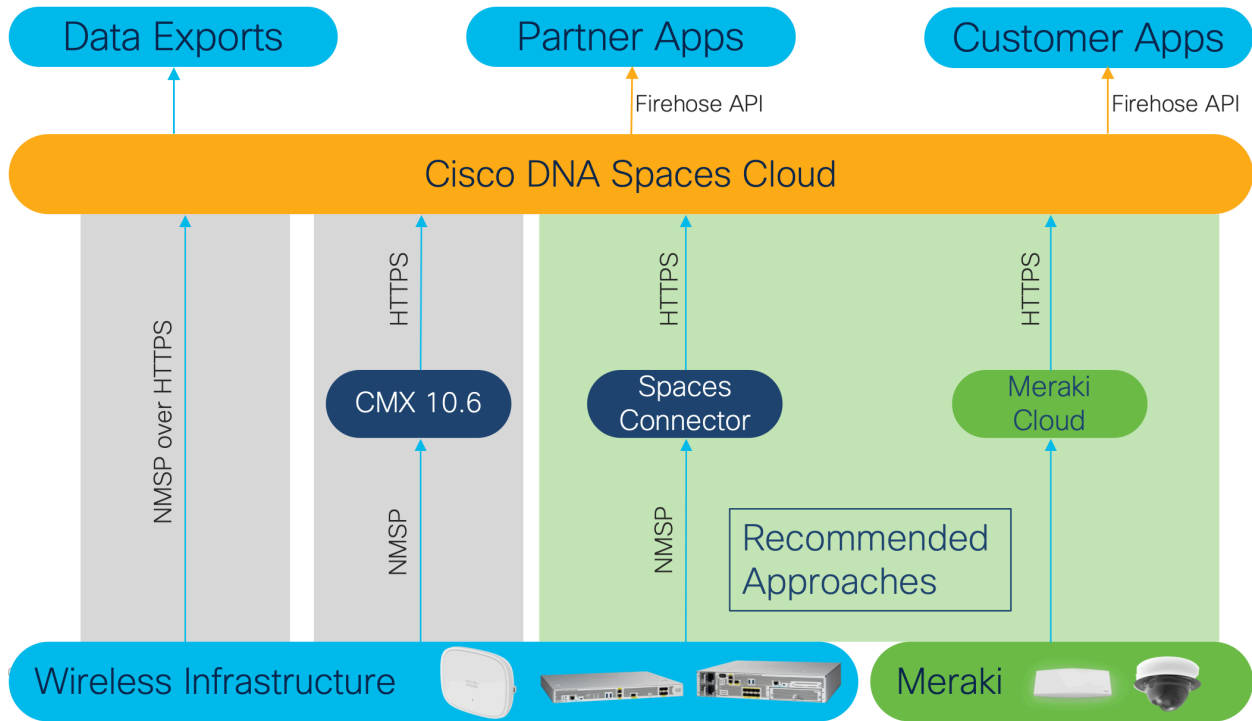 Data Exports
Partner Apps
Customer Apps
Firehose API
Firehose API
Cisco DNA Spaces Cloud
NMSP over HTTPS
HTTPS
HTTPS
HTTPS
CMX 10.6
Spaces
Connector
Meraki
Cloud
NMSP
NMSP
Recommended
Approaches
Wireless Infrastructure
Meraki